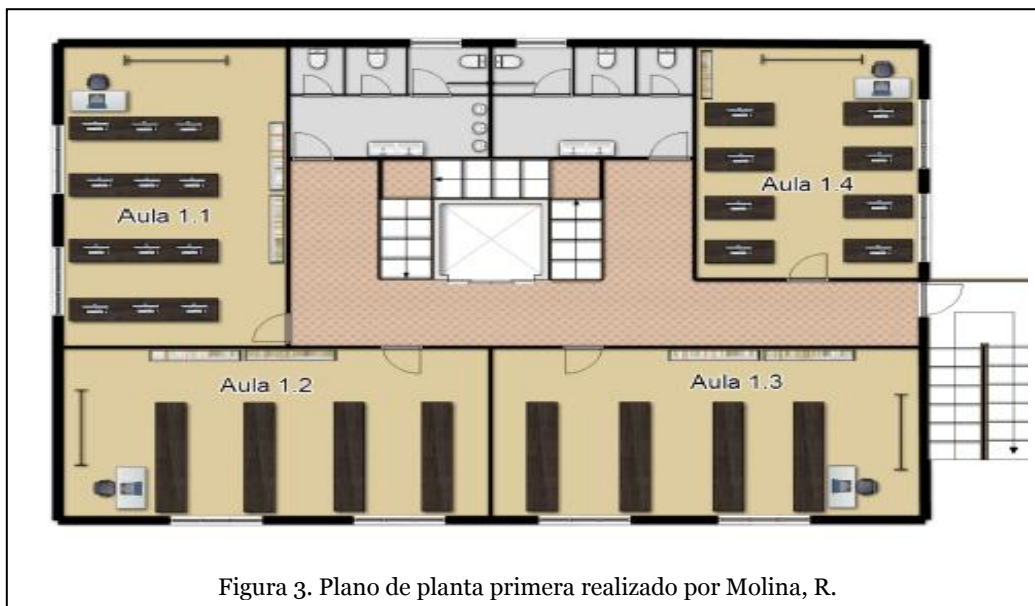 Aula 1.1
Aula 1.4
Aula 1.2
Aula 1.3
Figura 3. Plano de planta primera realizado por Molina, R.